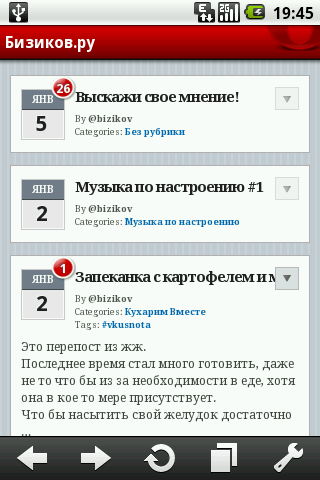 2G 19:45
Бизиков.ру
ЯНВ
5
26
Выскажи свое мнение!
By @bizikov
Categories: Без рубрики
ЯНВ
2
Музыка по настроению #1
By @bizikov
Categories: Музыка по настроению
ЯНВ
2
1
Запеканка с картофелем и м
By @bizikov
Categories: Кухарим Вместе
Tags: #vkusnota
Это перепост из жж.
Последнее время стал много готовить, даже
не то что бы из за необходимости в еде, хотя
она в кое то мере присутствует.
Что бы насытить свой желудок достаточно
...